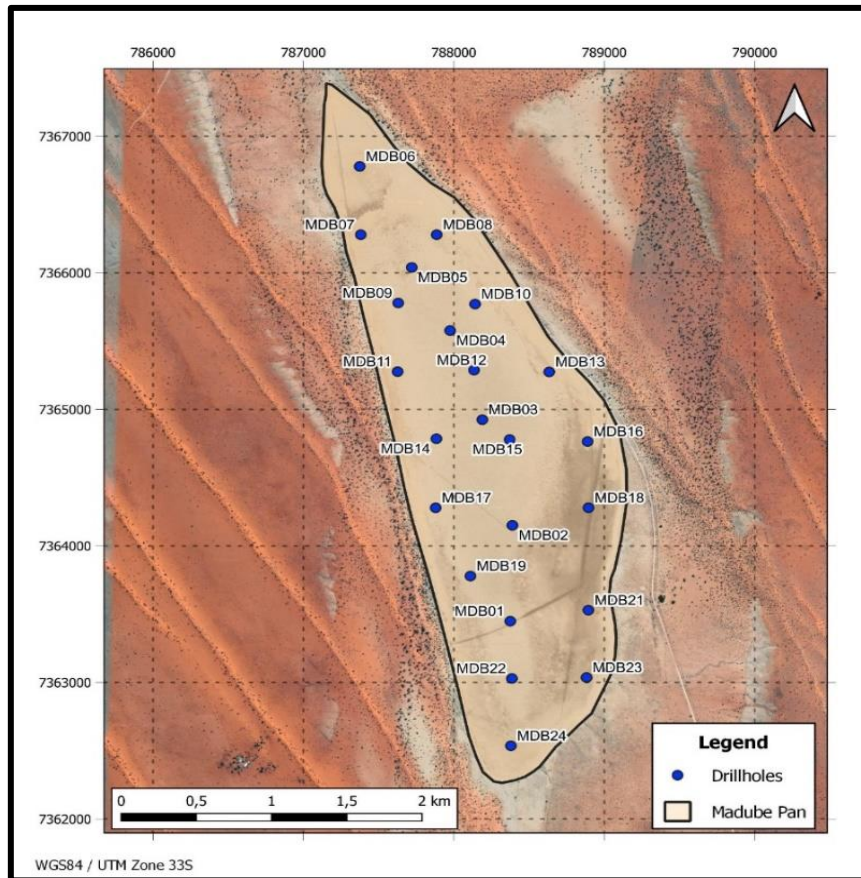 786000 787000 788000 789000 790000
7367000
MDB06
MDB07 MDB08
7366000
MDB05
MDB09 MDB10
MDB04
MDB11 MDB12 MDB13
7365000
MDB03
MDB16
MDB14 MDB15
MDB17 MDB18
MDB02
7364000
MDB19
MDB21
MDB01
MDB22 MDB23
7363000
MDB24
Legend
Drillholes
Madube Pan
0 0,5 1 1,5 2 km
7362000
WGS84 / UTM Zone 33S